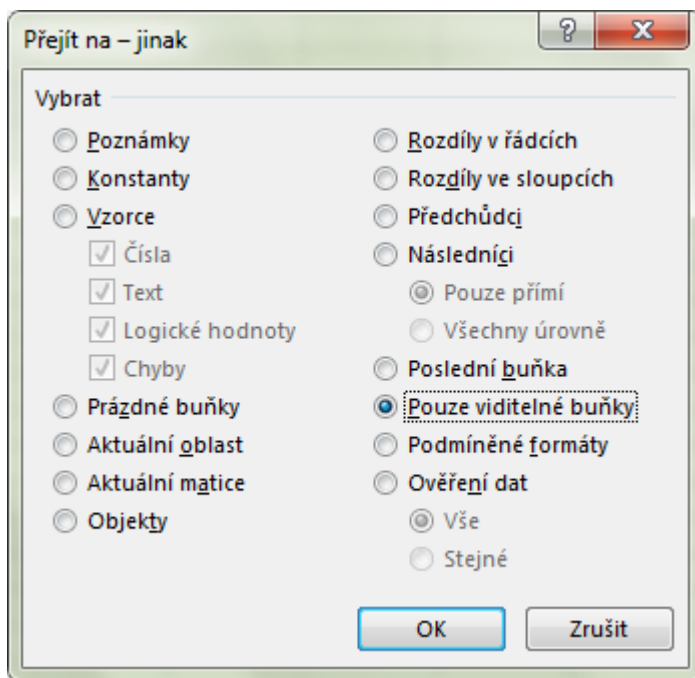 Přejít na – jinak
Vybrat
Poznámky
Konstanty
Vzorce
Čísla
Text
Logické hodnoty
Chyby
Prázdné buňky
Aktuální oblast
Aktuální matice
Objekty
Rozdíly v řádcích
Rozdíly ve sloupcích
Předchůdci
Následníci
Pouze přímí
Všechny úrovně
Poslední buňka
Pouze viditelné buňky
Podmíněné formáty
Ověření dat
Vše
Stejné
OK
Zrušit